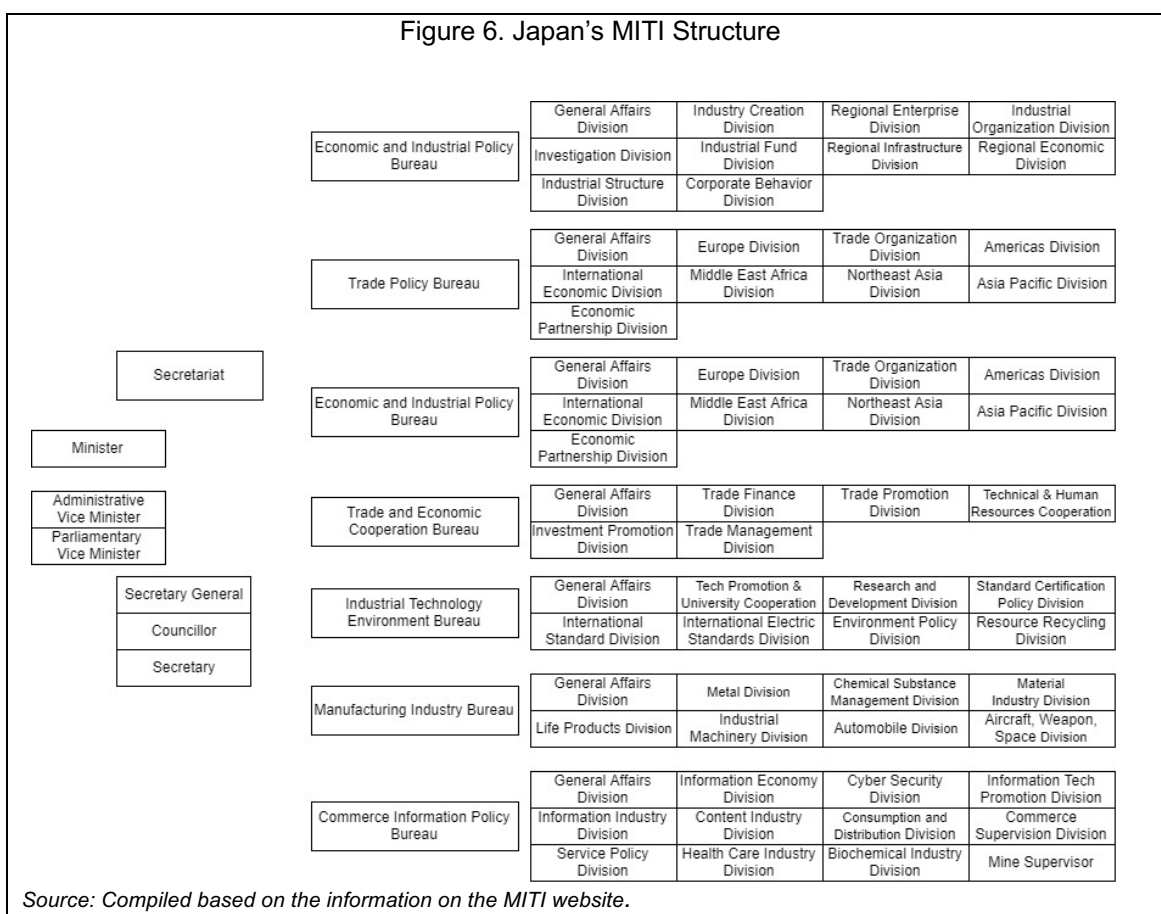 Figure 6. Japan’s MITI Structure
Economic and Industrial Policy
Bureau
General Affairs
Division
Industry Creation
Division
Regional Enterprise
Division
Industrial
Organization Division
Investigation Division
Industrial Fund
Division
Regional Infrastructure
Division
Regional Economic
Division
Industrial Structure
Division
Corporate Behavior
Division
Trade Policy Bureau
General Affairs
Division
Europe Division
Trade Organization
Division
Americas Division
International
Economic Division
Middle East Africa
Division
Northeast Asia
Division
Asia Pacific Division
Economic
Partnership Division
Secretariat
Economic and Industrial Policy
Bureau
General Affairs
Division
Europe Division
Trade Organization
Division
Americas Division
International
Economic Division
Middle East Africa
Division
Northeast Asia
Division
Asia Pacific Division
Economic
Partnership Division
Minister
Administrative
Vice Minister
Parliamentary
Vice Minister
Trade and Economic
Cooperation Bureau
General Affairs
Division
Trade Finance
Division
Trade Promotion
Division
Technical & Human
Resources Cooperation
Investment Promotion
Division
Trade Management
Division
Secretary General
Councillor
Secretary
Industrial Technology
Environment Bureau
General Affairs
Division
Tech Promotion &
University Cooperation
Research and
Development Division
Standard Certification
Policy Division
International
Standard Division
International Electric
Standards Division
Environment Policy
Division
Resource Recycling
Division
Manufacturing Industry Bureau
General Affairs
Division
Metal Division
Chemical Substance
Management Division
Material
Industry Division
Life Products Division
Industrial
Machinery Division
Automobile Division
Aircraft, Weapon,
Space Division
Commerce Information Policy
Bureau
General Affairs
Division
Information Economy
Division
Cyber Security
Division
Information Tech
Promotion Division
Information Industry
Division
Content Industry
Division
Consumption and
Distribution Division
Commerce
Supervision Division
Service Policy
Division
Health Care Industry
Division
Biochemical Industry
Division
Mine Supervisor
Source: Compiled based on the information on the MITI website.